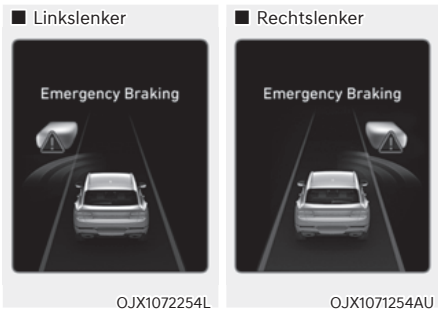 ■ Linkslenker
Emergency Braking
OJX1072254L
■ Rechtslenker
Emergency Braking
OJX1071254AU